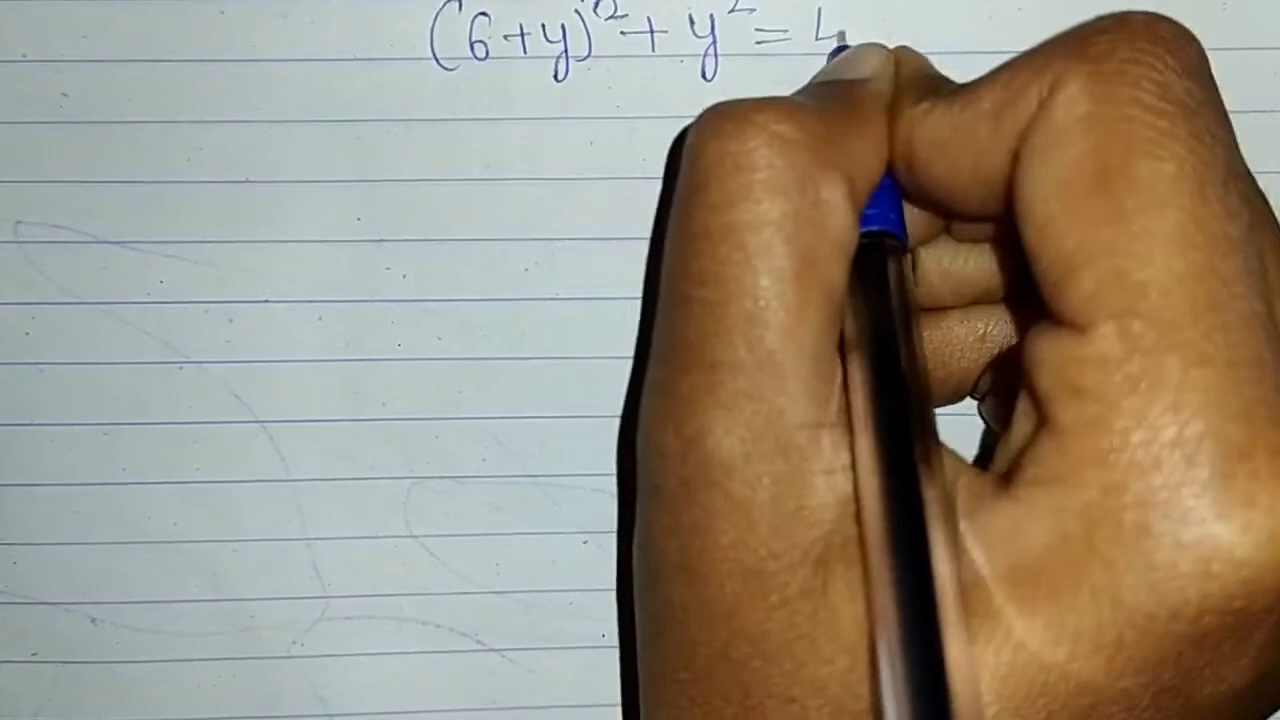 (6+y)² + y² = 4